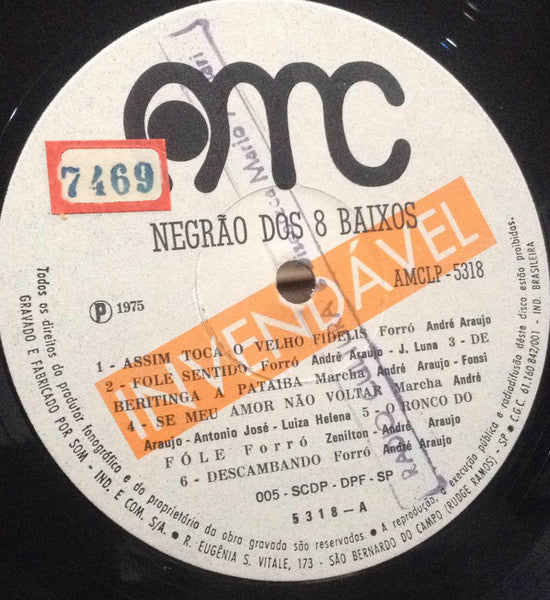 amc
7469
NEGRÃO DOS 8 BAIXOS
INVENDÁVEL
AMCLP - 5318
Ⓟ 1975
1 - ASSIM TOCA O VELHO FIDELIS Forró André Araujo
2 - FOLE SENTIDO Forró André Araujo - J. Luna 3 - DE
BERITINGA A PATAIBA Marcha André Araujo - Fonsi
4 - SE MEU AMOR NÃO VOLTAR Marcha André
Araujo - Antonio José - Luiza Helena 5 - O RONCO DO
FÓLE Forró Zenilton - André Araujo
6 - DESCAMBANDO Forró André Araujo
005 - SCDP - DPF - SP
5318 - A
Todos os direitos do produtor fonográfico e do proprietário da obra gravada são reservados. • A reprodução, a execução pública e radiodifusão deste disco estão proibidas.
GRAVADO E FABRICADO POR SOM. - IND. E COM. S/A. • R. EUGÊNIA S. VITALE, 173 - SÃO BERNARDO DO CAMPO (RUDGE RAMOS) - SP • C.G.C. 61.160.842/001 - IND. BRASILEIRA
Maria